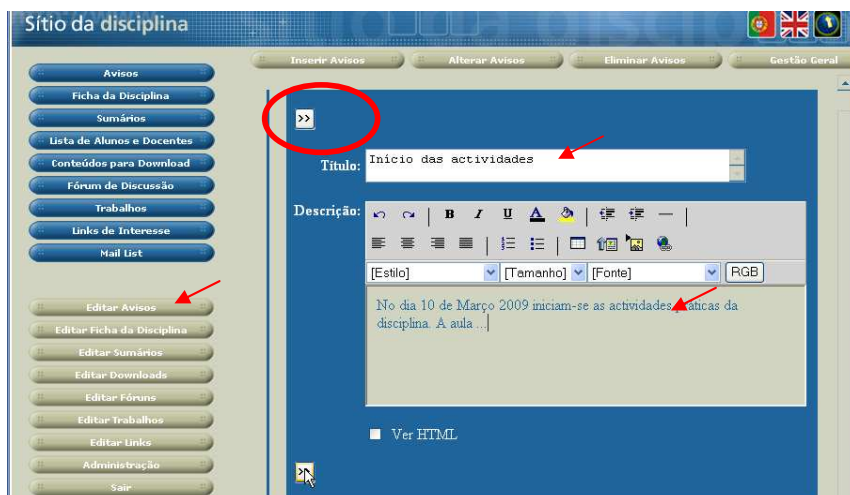 Sítio da disciplina
Inserir Avisos
Alterar Avisos
Eliminar Avisos
Gestão Geral
Avisos
Ficha da Disciplina
Sumários
Lista de Alunos e Docentes
Conteúdos para Download
Fórum de Discussão
Trabalhos
Links de Interesse
Mail List
Editar Avisos
Editar Ficha da Disciplina
Editar Sumários
Editar Downloads
Editar Fóruns
Editar Trabalhos
Editar Links
Administração
Sair
>>
Título:
Início das actividades
Descrição:
B I U A
[Estilo] [Tamanho] [Fonte] RGB
No dia 10 de Março 2009 iniciam-se as actividades práticas da
disciplina. A aula ...
Ver HTML